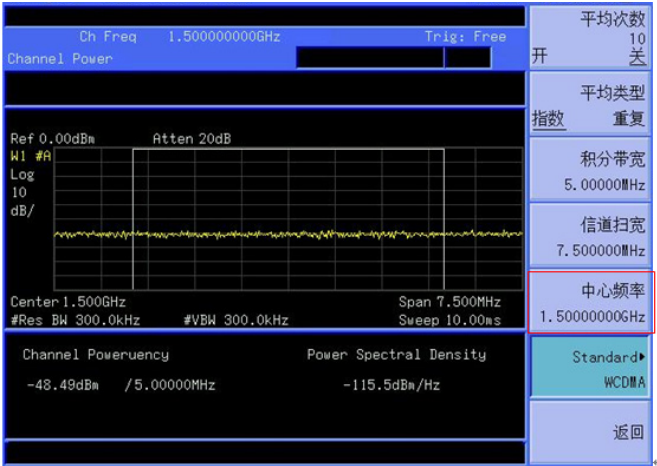 Ch Freq 1.500000000GHz Trig: Free
Channel Power
Ref 0.00dBm Atten 20dB
W1 #A
Log
10
dB/
Center 1.500GHz Span 7.500MHz
#Res BW 300.0kHz #VBW 300.0kHz Sweep 10.00ms
Channel Poweruency Power Spectral Density
-48.49dBm /5.00000MHz -115.5dBm/Hz
平均次数
10
开 关
平均类型
指数 重复
积分带宽
5.00000MHz
信道扫宽
7.500000MHz
中心频率
1.50000000GHz
Standard▶
WCDMA
返回